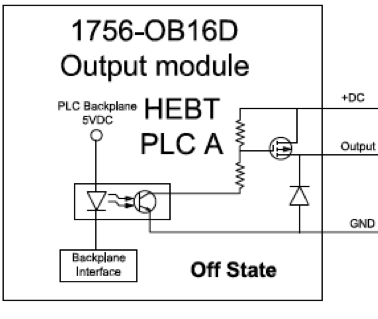 1756-OB16D
Output module
PLC Backplane
5VDC
HEBT
PLC A
+DC
Output
GND
Backplane
Interface
Off State